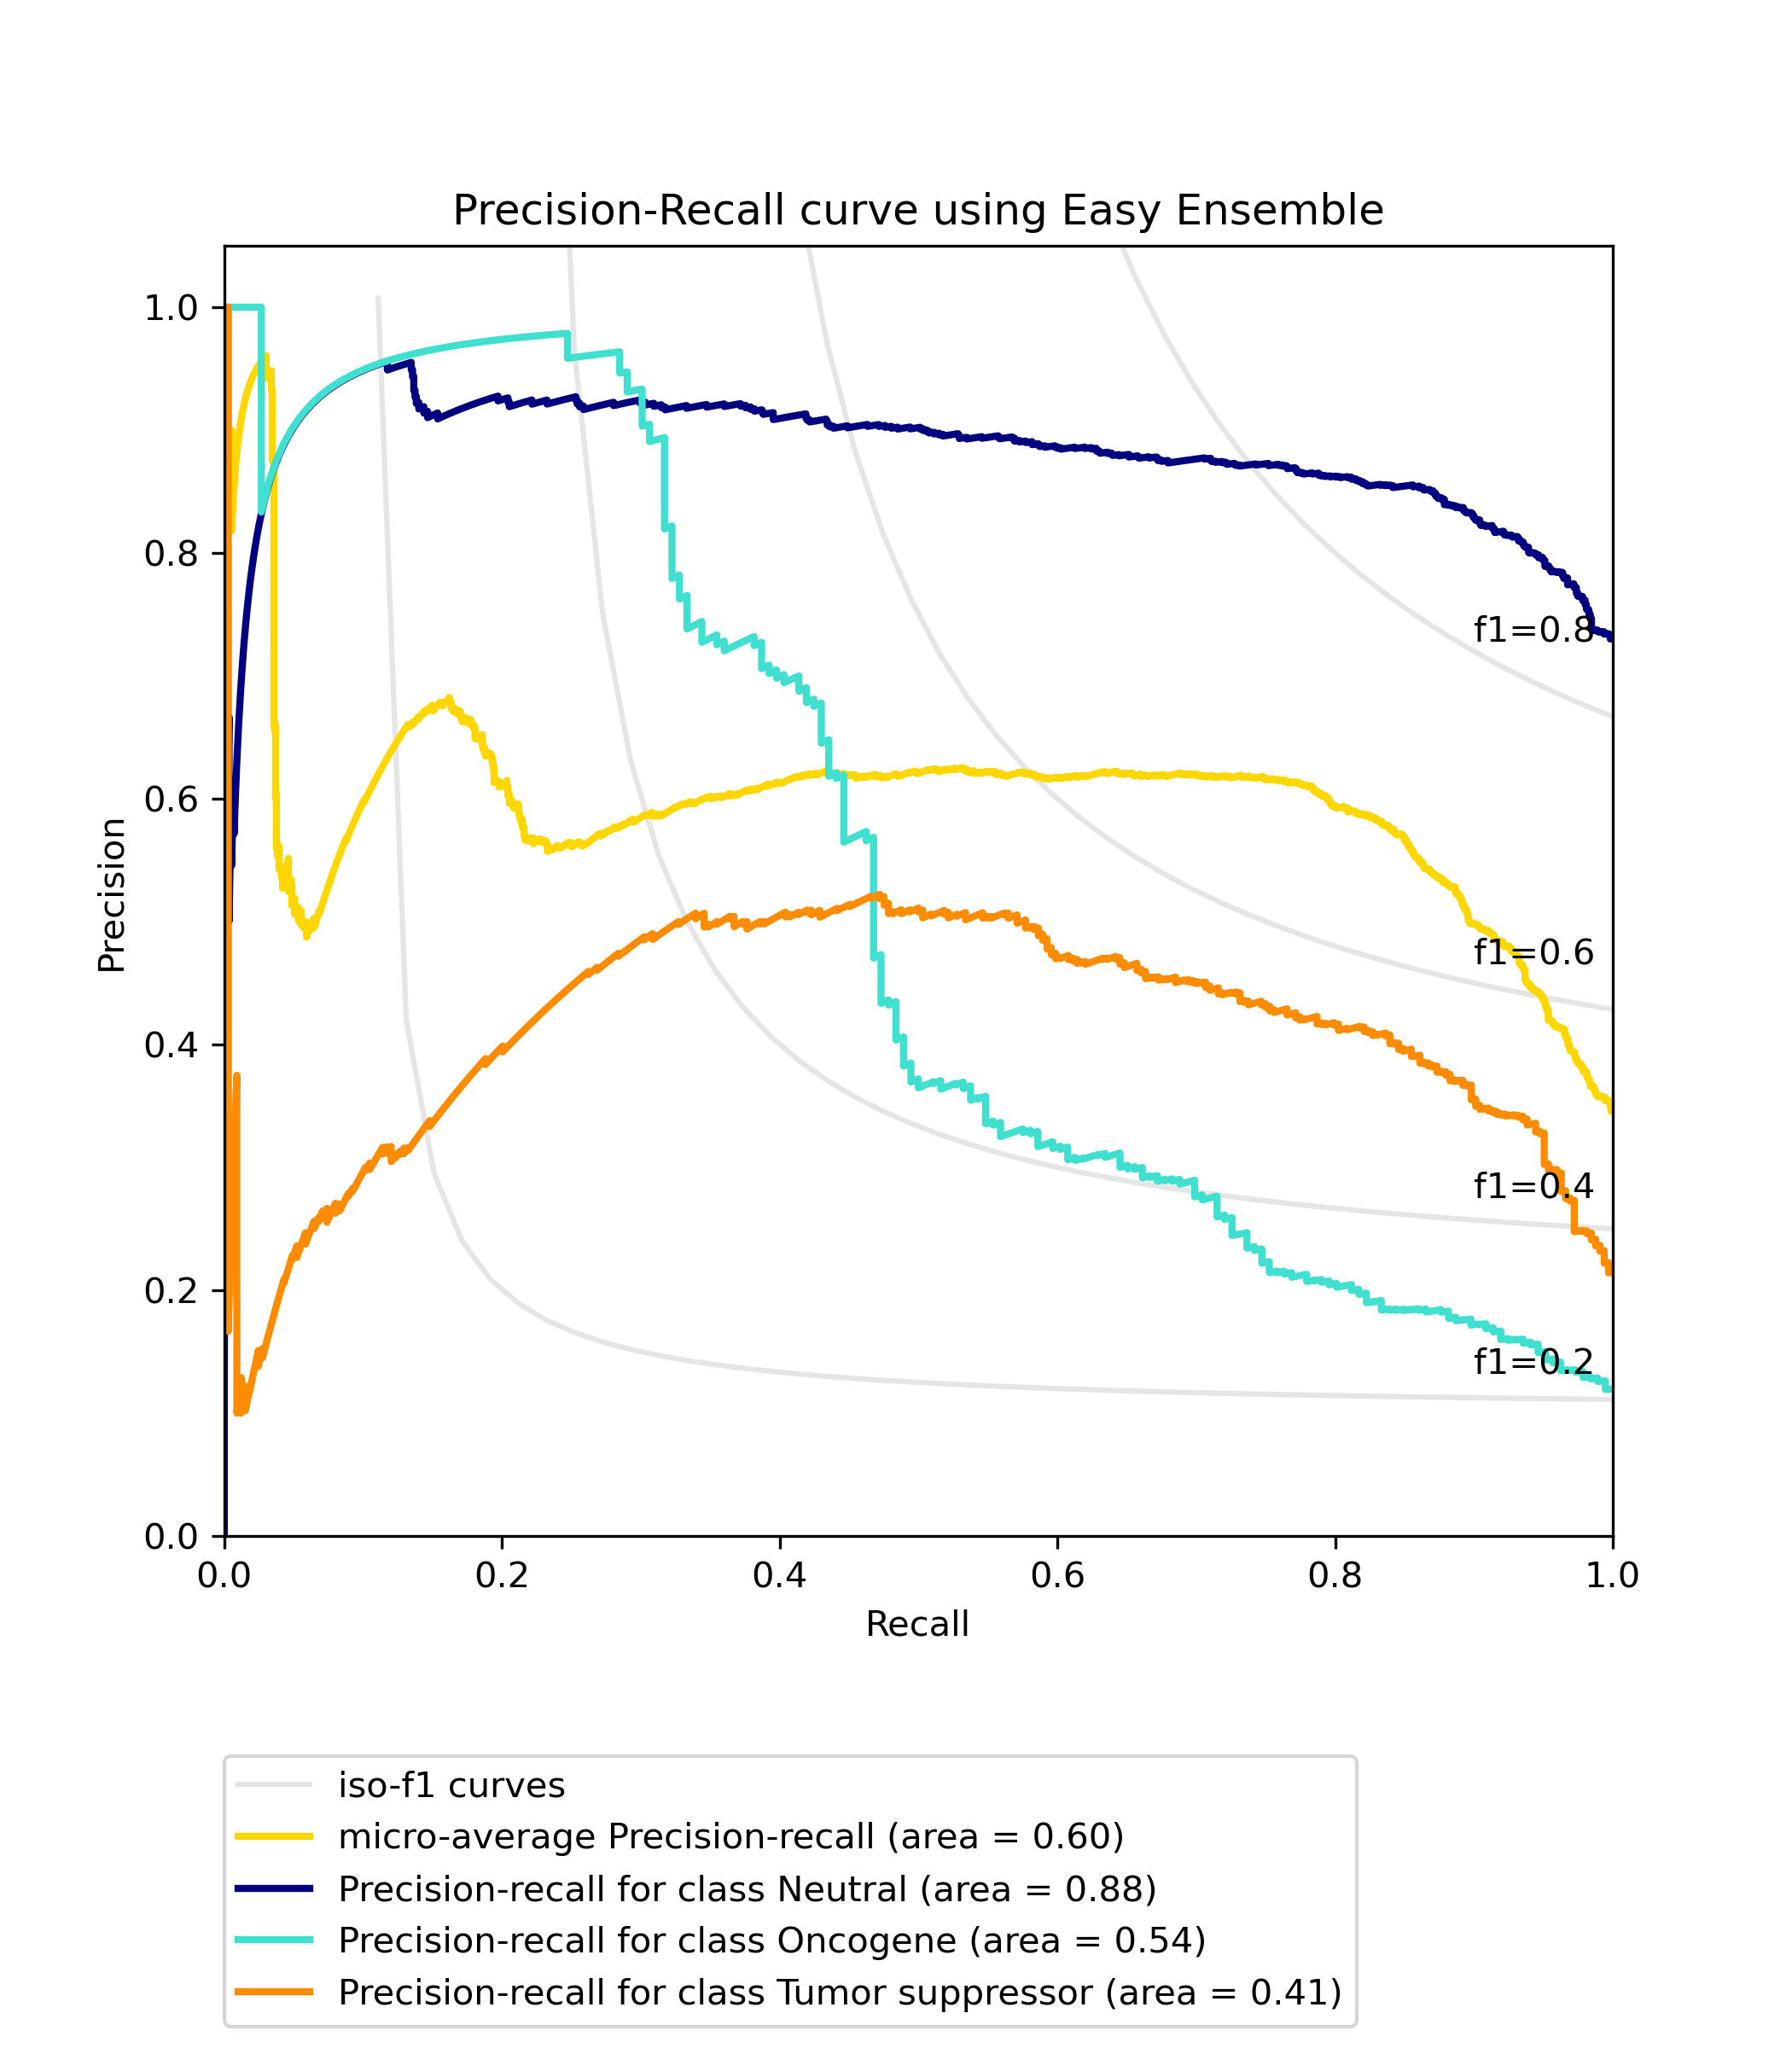 Precision-Recall curve using Easy Ensemble
1.0
0.8
0.6
0.4
0.2
0.0
Precision
f1=0.8
f1=0.6
f1=0.4
f1=0.2
0.0 0.2 0.4 0.6 0.8 1.0
Recall
iso-f1 curves
micro-average Precision-recall (area = 0.60)
Precision-recall for class Neutral (area = 0.88)
Precision-recall for class Oncogene (area = 0.54)
Precision-recall for class Tumor suppressor (area = 0.41)